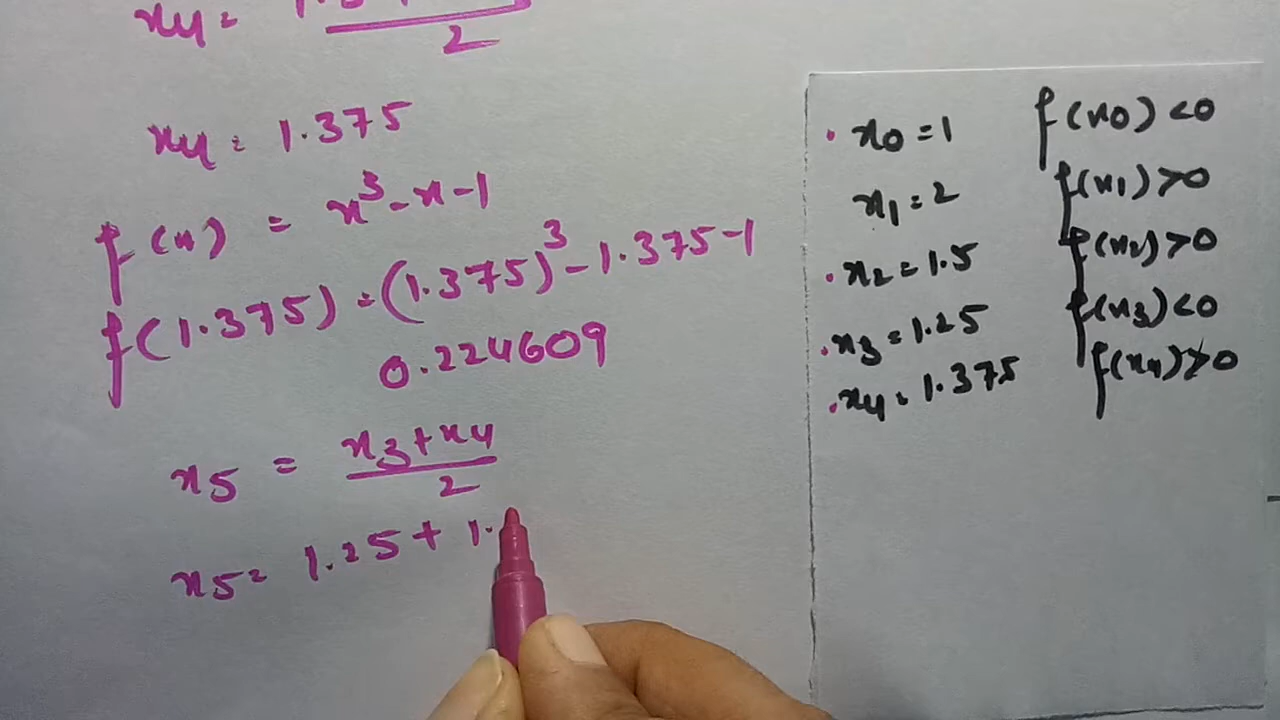 x4 =
2
x4 = 1.375
f(x) = x³-x-1
f(1.375) = (1.375)³-1.375-1
0.224609
x5 = x3+x4
2
x5= 1.25+1.
x0=1 f(x0)<0
x1=2 f(x1)>0
x2=1.5 f(x2)>0
x3=1.25 f(x3)<0
x4=1.375 f(x4)>0